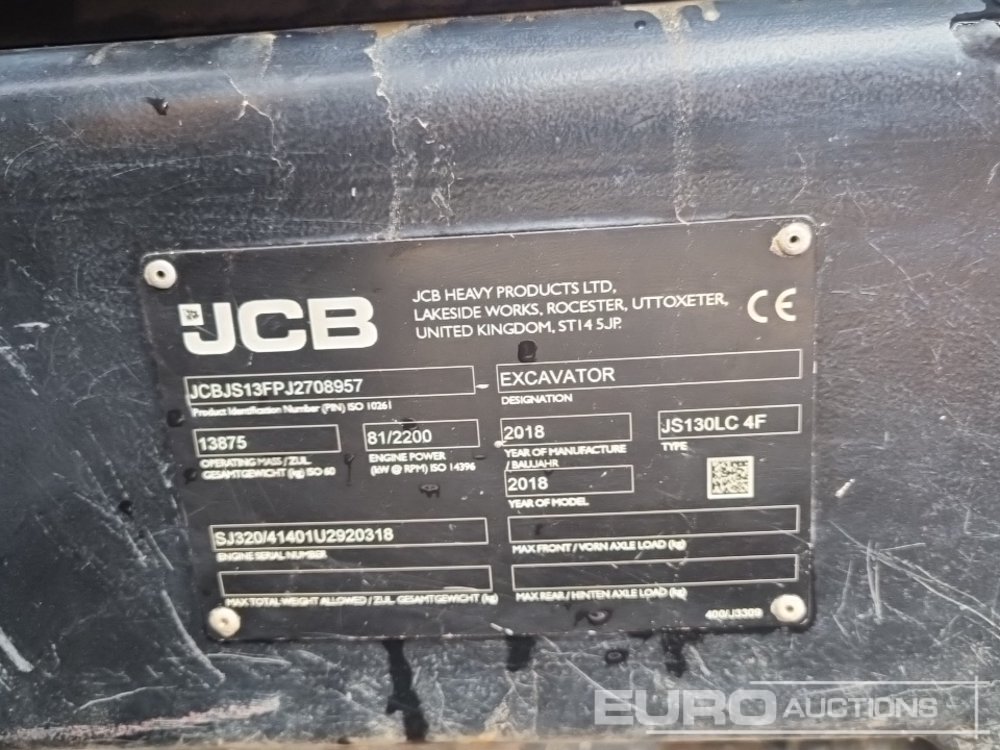 JCB
JCB HEAVY PRODUCTS LTD,
LAKESIDE WORKS, ROCESTER, UTTOXETER,
UNITED KINGDOM, ST14 5JP.
CE
JCBJS13FPJ2708957
Product Identification Number (PIN) ISO 10261
EXCAVATOR
DESIGNATION
13875
OPERATING MASS / ZUL
GESAMTGEWICHT (kg) ISO 60
81/2200
ENGINE POWER
(kW @ RPM) ISO 14396
2018
YEAR OF MANUFACTURE
/ BAUJAHR
JS130LC 4F
TYPE
2018
YEAR OF MODEL
SJ320/41401U2920318
ENGINE SERIAL NUMBER
MAX FRONT / VORN AXLE LOAD (kg)
MAX TOTAL WEIGHT ALLOWED / ZUL GESAMTGEWICHT (kg)
MAX REAR / HINTEN AXLE LOAD (kg)
400/J3309
EURO AUCTIONS